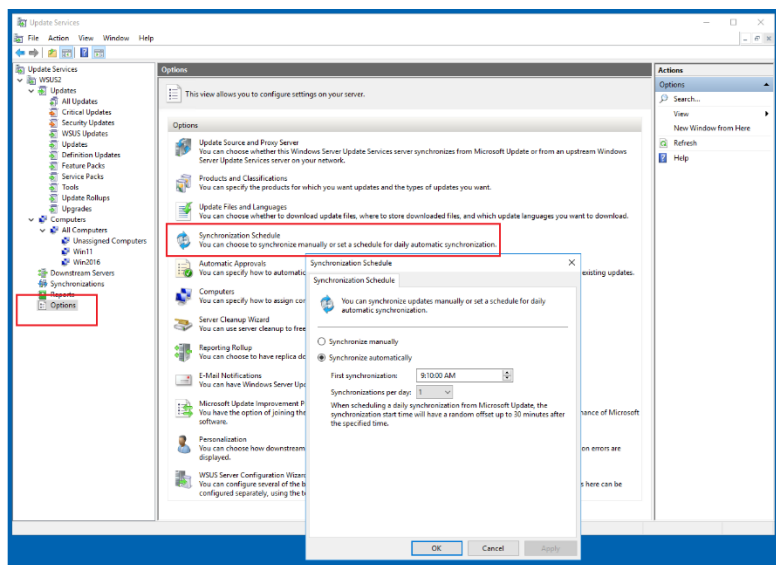 Update Services
File Action View Window Help
Update Services
WSUS2
Updates
All Updates
Critical Updates
Security Updates
WSUS Updates
Updates
Definition Updates
Feature Packs
Service Packs
Tools
Update Rollups
Upgrades
Computers
All Computers
Unassigned Computers
Win11
Win2016
Downstream Servers
Synchronizations
Reports
Options
Options
This view allows you to configure settings on your server.
Options
Update Source and Proxy Server
You can choose whether this Windows Server Update Services server synchronizes from Microsoft Update or from an upstream Windows
Server Update Services server on your network.
Products and Classifications
You can specify the products for which you want updates and the types of updates you want.
Update Files and Languages
You can choose whether to download update files, where to store downloaded files, and which update languages you want to download.
Synchronization Schedule
You can choose to synchronize manually or set a schedule for daily automatic synchronization.
Automatic Approvals
You can specify how to automatic
existing updates.
Computers
You can specify how to assign cor
Server Cleanup Wizard
You can use server cleanup to free
Reporting Rollup
You can choose to have replica do
E-Mail Notifications
You can have Windows Server Upd
Microsoft Update Improvement P
You have the option of joining the
nance of Microsoft
software.
Personalization
You can choose how downstream
on errors are
displayed.
WSUS Server Configuration Wizar
You can configure several of the b
s here can be
configured separately, using the t
Synchronization Schedule
Synchronization Schedule
You can synchronize updates manually or set a schedule for daily
automatic synchronization.
Synchronize manually
Synchronize automatically
First synchronization: 9:10:00 AM
Synchronizations per day: 1
When scheduling a daily synchronization from Microsoft Update, the
synchronization start time will have a random offset up to 30 minutes after
the specified time.
OK Cancel Apply
Actions
Options
Search...
View
New Window from Here
Refresh
Help